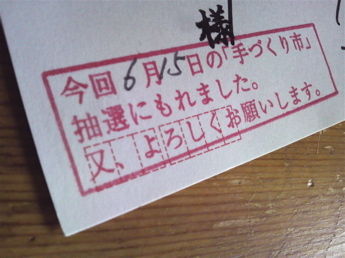 様
今回6月15日の「手づくり市」
抽選にもれました。
又、よろしくお願いします。